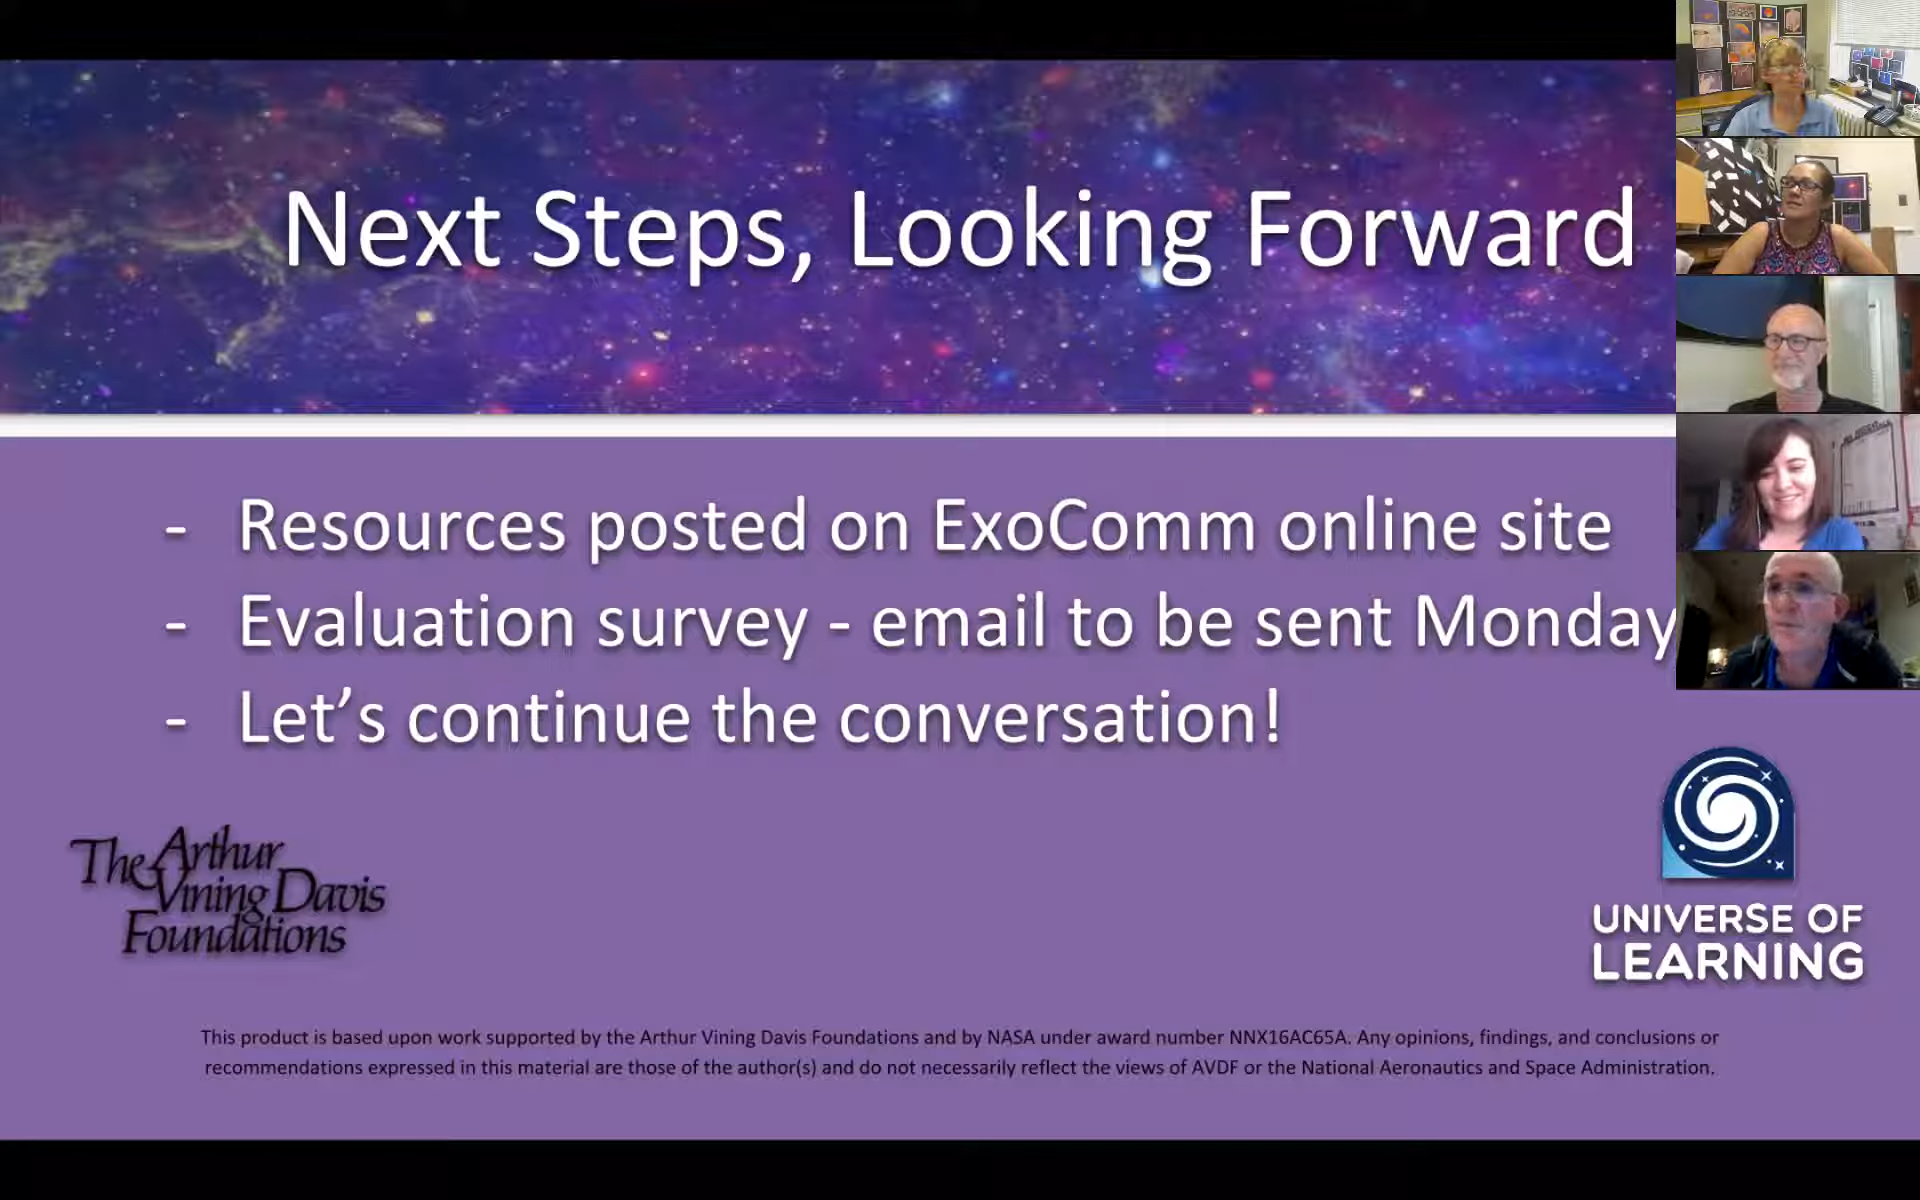 Next Steps, Looking Forward
- Resources posted on ExoComm online site
- Evaluation survey - email to be sent Monday
- Let’s continue the conversation!
The Arthur
Vining Davis
Foundations
UNIVERSE OF
LEARNING
This product is based upon work supported by the Arthur Vining Davis Foundations and by NASA under award number NNX16AC65A. Any opinions, findings, and conclusions or
recommendations expressed in this material are those of the author(s) and do not necessarily reflect the views of AVDF or the National Aeronautics and Space Administration.